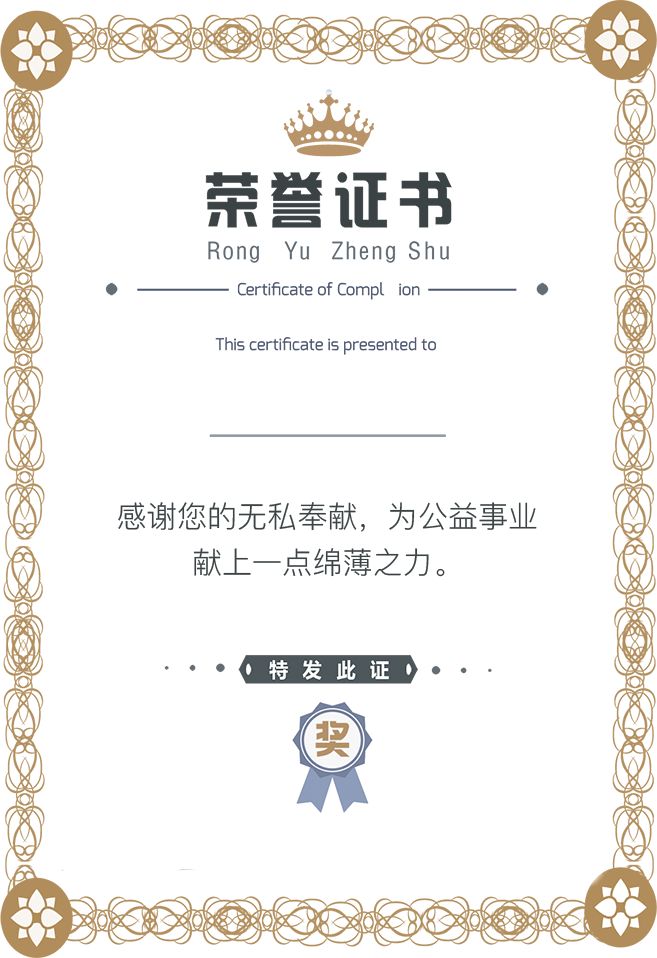 荣誉证书
Rong Yu Zheng Shu
Certificate of Compl ion
This certificate is presented to
感谢您的无私奉献，为公益事业
献上一点绵薄之力。
特发此证
奖